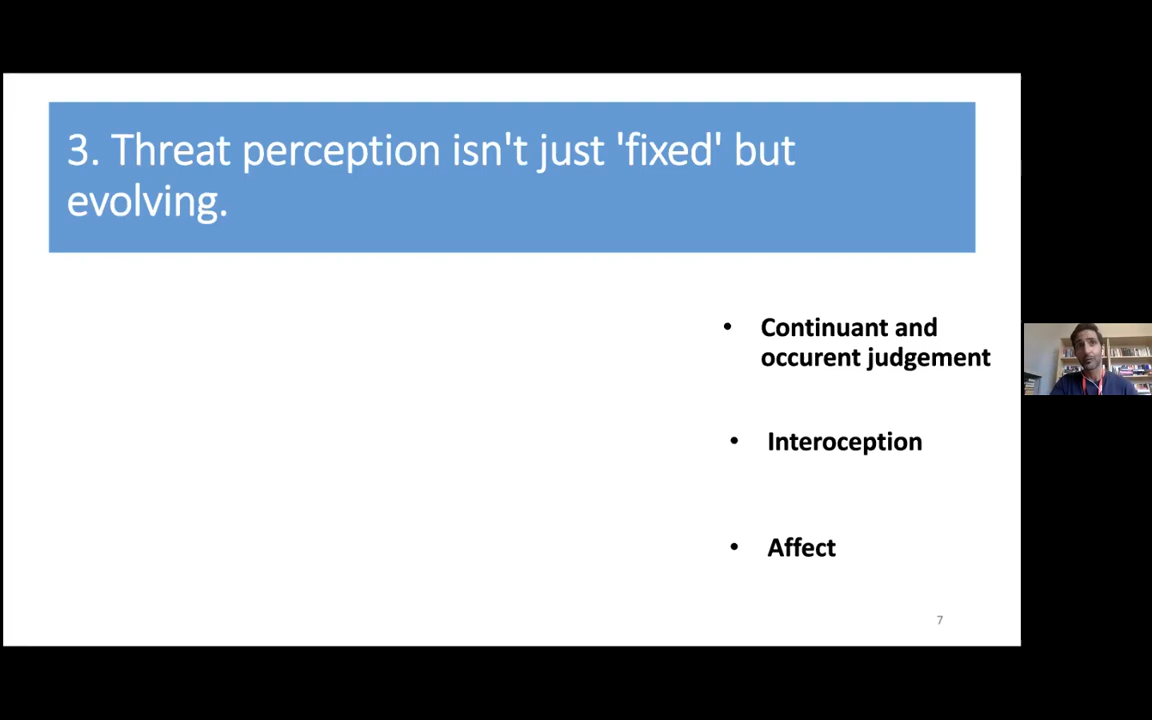 3. Threat perception isn't just 'fixed' but
evolving.
• Continuant and
occurent judgement
• Interoception
• Affect
7